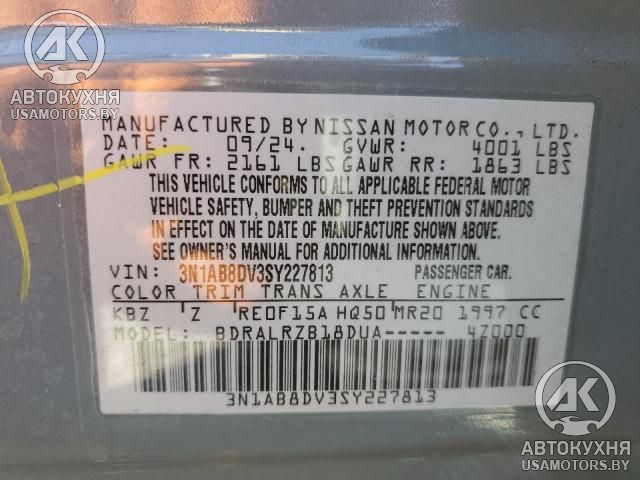 АК
АВТОКУХНЯ
USAMOTORS.BY
MANUFACTURED BY NISSAN MOTOR CO., LTD.
DATE: 09/24. GVWR: 4001 LBS
GAWR FR: 2161 LBS GAWR RR: 1863 LBS
THIS VEHICLE CONFORMS TO ALL APPLICABLE FEDERAL MOTOR
VEHICLE SAFETY, BUMPER AND THEFT PREVENTION STANDARDS
IN EFFECT ON THE DATE OF MANUFACTURE SHOWN ABOVE.
SEE OWNER'S MANUAL FOR ADDITIONAL INFORMATION.
VIN: 3N1AB8DV3SY227813 PASSENGER CAR.
COLOR TRIM TRANS AXLE ENGINE
KBZ Z RE0F15A HQ50 MR20 1997 CC
MODEL: BDRALRZB18DUA----- 4Z000
3N1AB8DV3SY227813
АК
АВТОКУХНЯ
USAMOTORS.BY